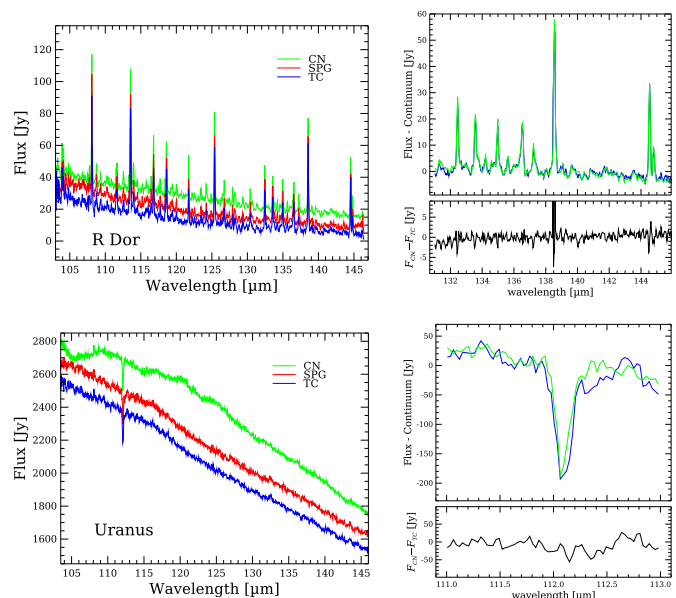 120
100
80
60
40
20
0
Flux [Jy]
CN
SPG
TC
R Dor
105 110 115 120 125 130 135 140 145
Wavelength [µm]
60
50
40
30
20
10
0
Flux - Continuum [Jy]
5
0
-5
F_CN−F_TC
132 134 136 138 140 142 144
wavelength [µm]
2800
2600
2400
2200
2000
1800
1600
Flux [Jy]
CN
SPG
TC
Uranus
105 110 115 120 125 130 135 140 145
Wavelength [µm]
50
0
-50
-100
-150
-200
Flux - Continuum [Jy]
50
0
-50
F_CN−F_TC
111.0 111.5 112.0 112.5 113.0
wavelength [µm]